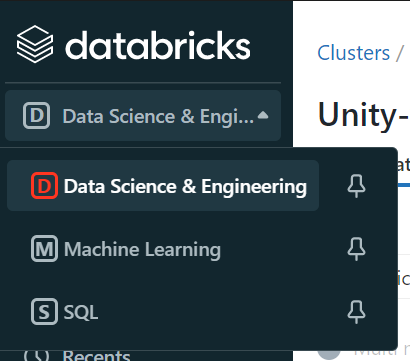 databricks
Clusters /
D Data Science & Engi...
Unity-
D Data Science & Engineering
M Machine Learning
S SQL
Recents